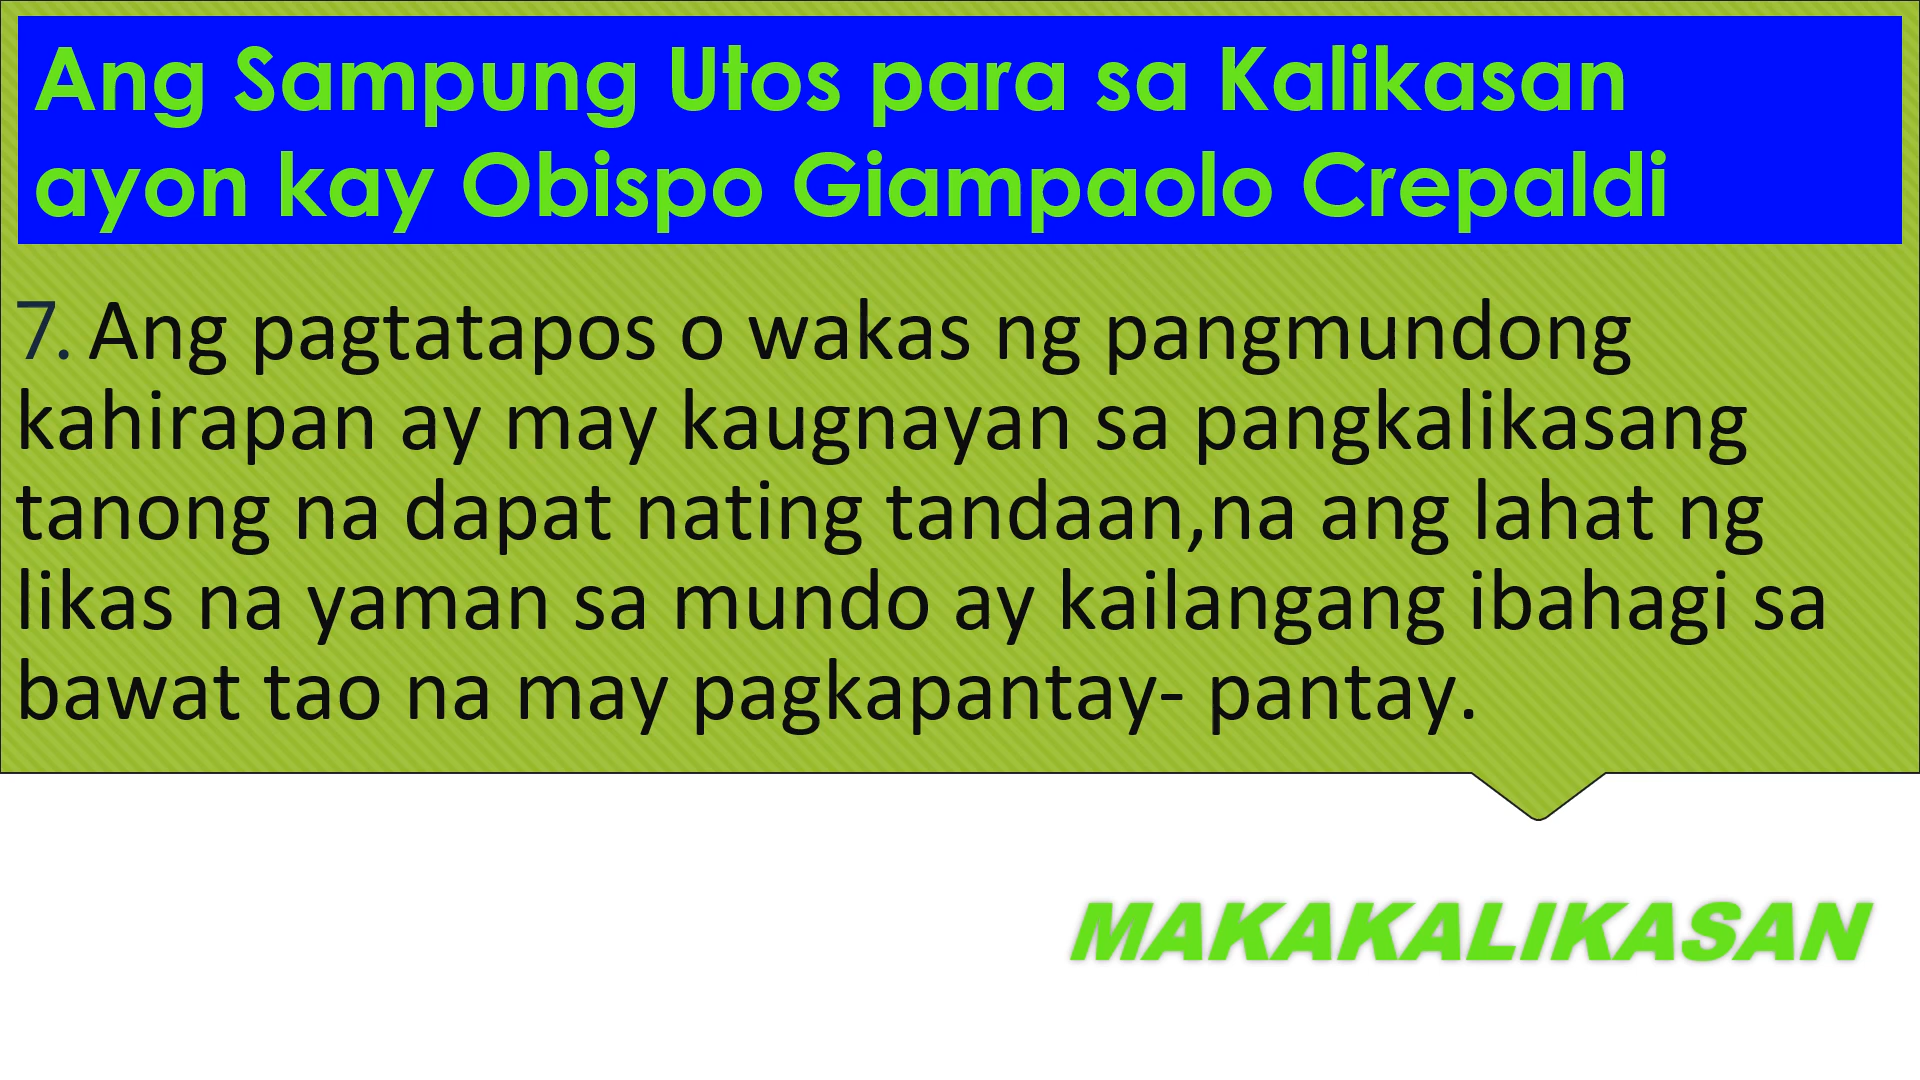 Ang Sampung Utos para sa Kalikasan
ayon kay Obispo Giampaolo Crepaldi
7. Ang pagtatapos o wakas ng pangmundong
kahirapan ay may kaugnayan sa pangkalikasang
tanong na dapat nating tandaan,na ang lahat ng
likas na yaman sa mundo ay kailangang ibahagi sa
bawat tao na may pagkapantay- pantay.
MAKAKALIKASAN